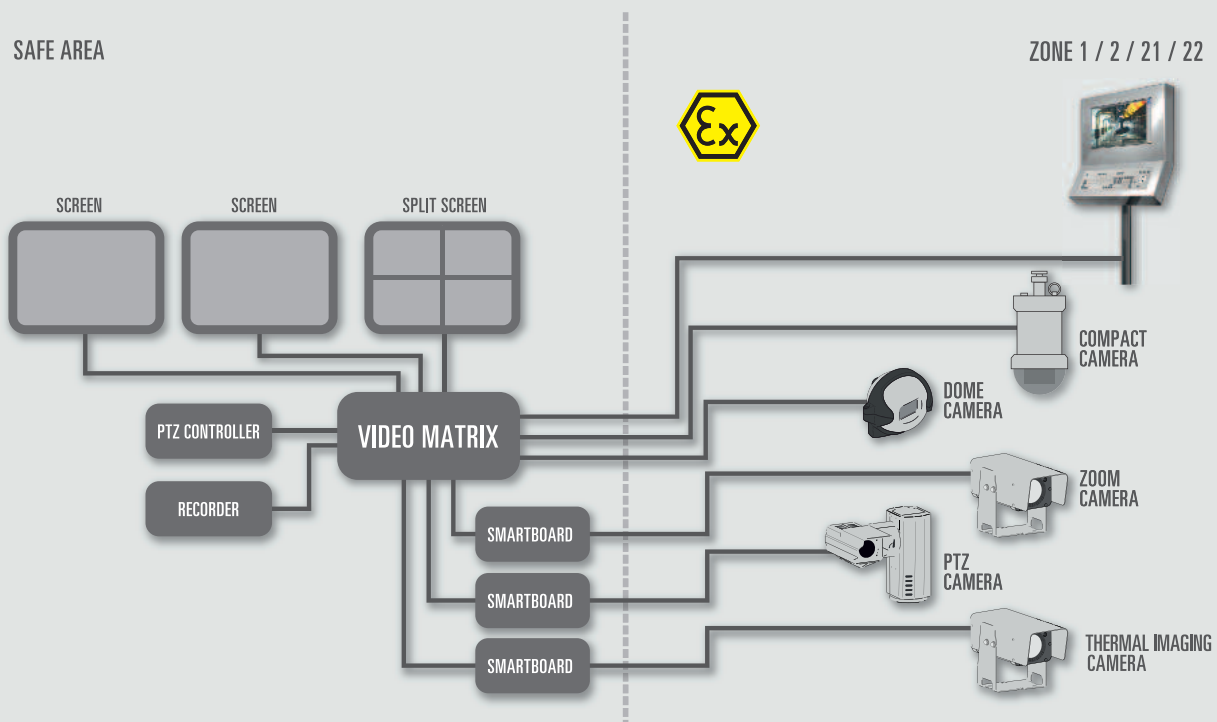 SAFE AREA
ZONE 1 / 2 / 21 / 22
Ex
SCREEN
SCREEN
SPLIT SCREEN
COMPACT
CAMERA
DOME
CAMERA
PTZ CONTROLLER
VIDEO MATRIX
RECORDER
ZOOM
CAMERA
SMARTBOARD
PTZ
CAMERA
SMARTBOARD
THERMAL IMAGING
CAMERA
SMARTBOARD